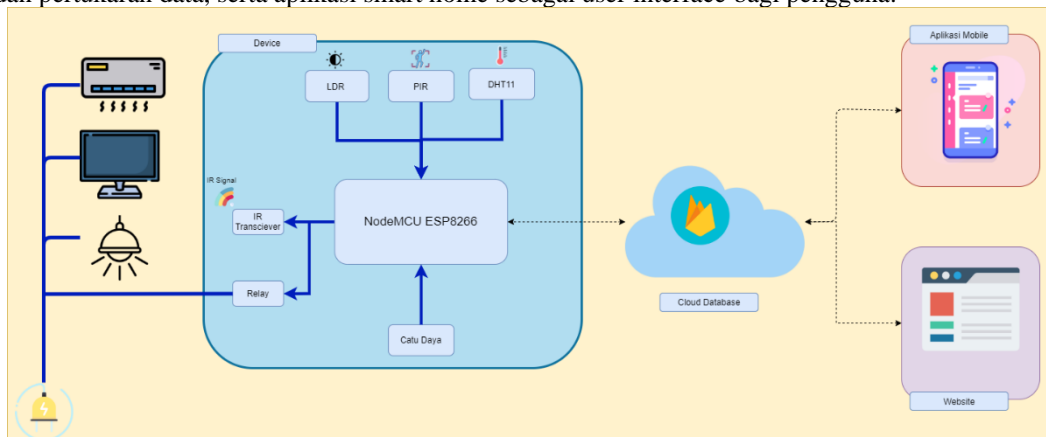 dan pertukaran data, serta aplikasi smart home sebagai user interface bagi pengguna.
Device
Aplikasi Mobile
LDR
PIR
DHT11
IR Signal
IR
Transciever
NodeMCU ESP8266
Relay
Catu Daya
Cloud Database
Website